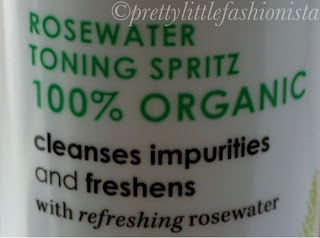 ©prettylittlefashionista
ROSEWATER
TONING SPRITZ
100% ORGANIC
cleanses impurities
and freshens
with refreshing rosewater